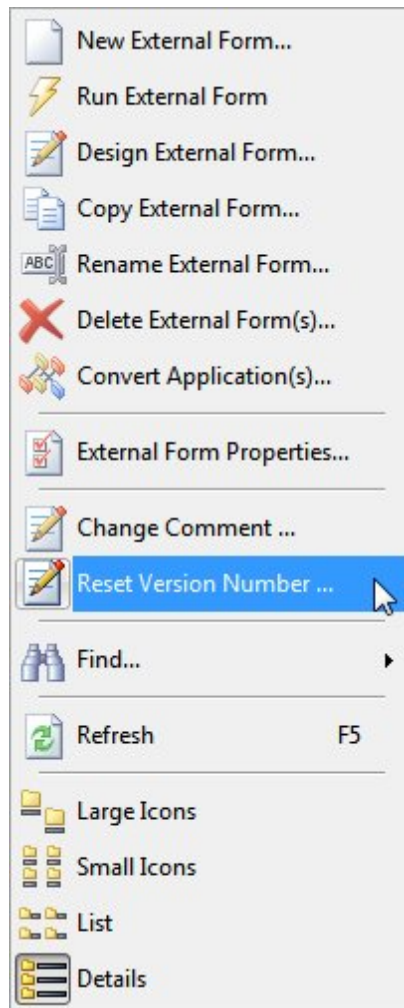 New External Form...
Run External Form
Design External Form...
Copy External Form...
ABC Rename External Form...
Delete External Form(s)...
Convert Application(s)...
External Form Properties...
Change Comment ...
Reset Version Number ...
Find...
Refresh F5
Large Icons
Small Icons
List
Details